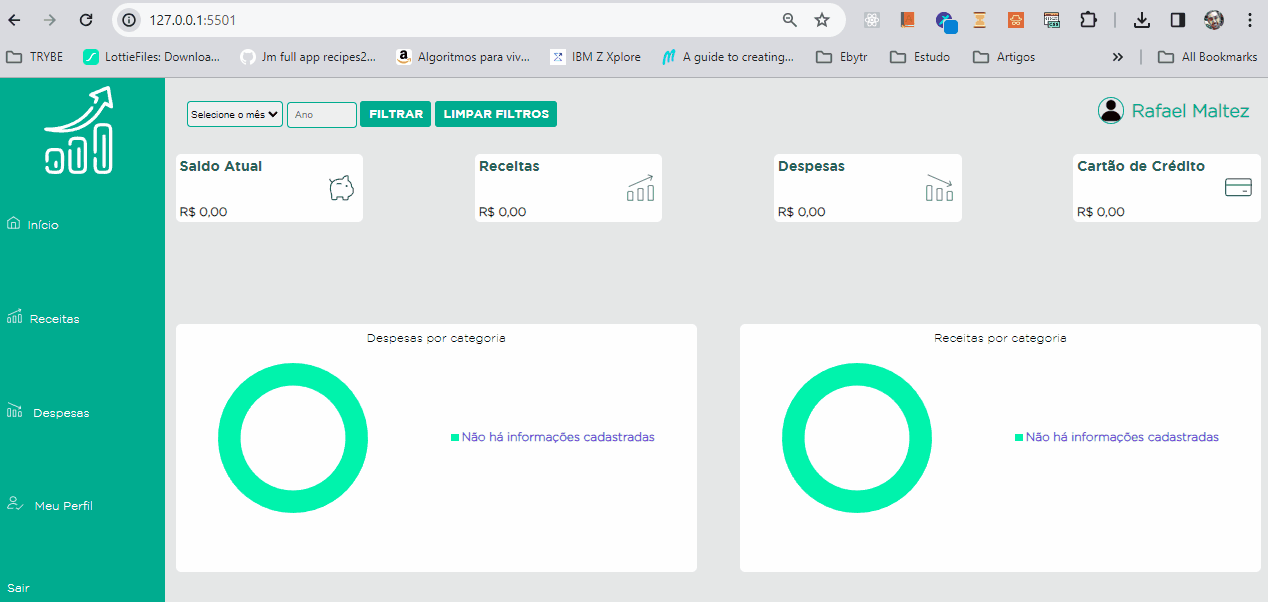 127.0.0.1:5501
TRYBE
LottieFiles: Downloa...
Jm full app recipes2...
Algoritmos para viv...
IBM Z Xplore
A guide to creating...
Ebytr
Estudo
Artigos
»
All Bookmarks
Selecione o mês
Ano
FILTRAR
LIMPAR FILTROS
Rafael Maltez
Saldo Atual
R$ 0,00
Receitas
R$ 0,00
Despesas
R$ 0,00
Cartão de Crédito
R$ 0,00
Início
Receitas
Despesas
Meu Perfil
Sair
Despesas por categoria
Não há informações cadastradas
Receitas por categoria
Não há informações cadastradas